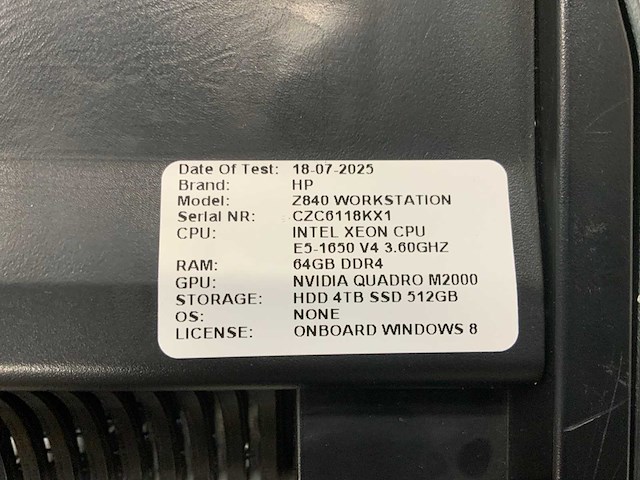 Date Of Test: 18-07-2025
Brand: HP
Model: Z840 WORKSTATION
Serial NR: CZC6118KX1
CPU: INTEL XEON CPU
E5-1650 V4 3.60GHZ
RAM: 64GB DDR4
GPU: NVIDIA QUADRO M2000
STORAGE: HDD 4TB SSD 512GB
OS: NONE
LICENSE: ONBOARD WINDOWS 8